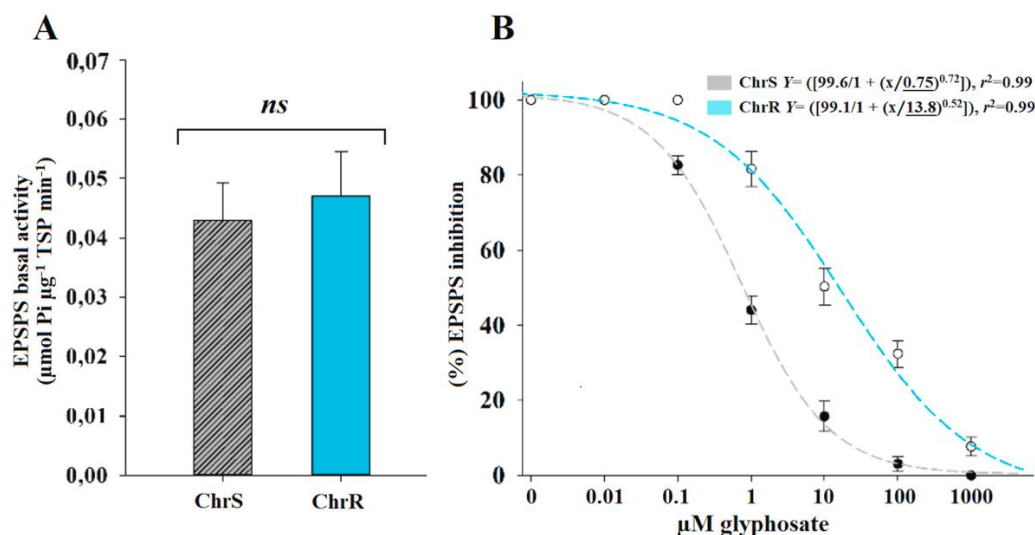 A
0,07
0,06
0,05
0,04
0,03
0,02
0,01
0,00
EPSPS basal activity
(µmol Pi µg⁻¹ TSP min⁻¹)
ns
ChrS
ChrR
B
ChrS Y= ([99.6/1 + (x/0.75)^0.72]), r²=0.99
ChrR Y= ([99.1/1 + (x/13.8)^0.52]), r²=0.99
100
80
60
40
20
0
(%) EPSPS inhibition
0 0.01 0.1 1 10 100 1000
µM glyphosate